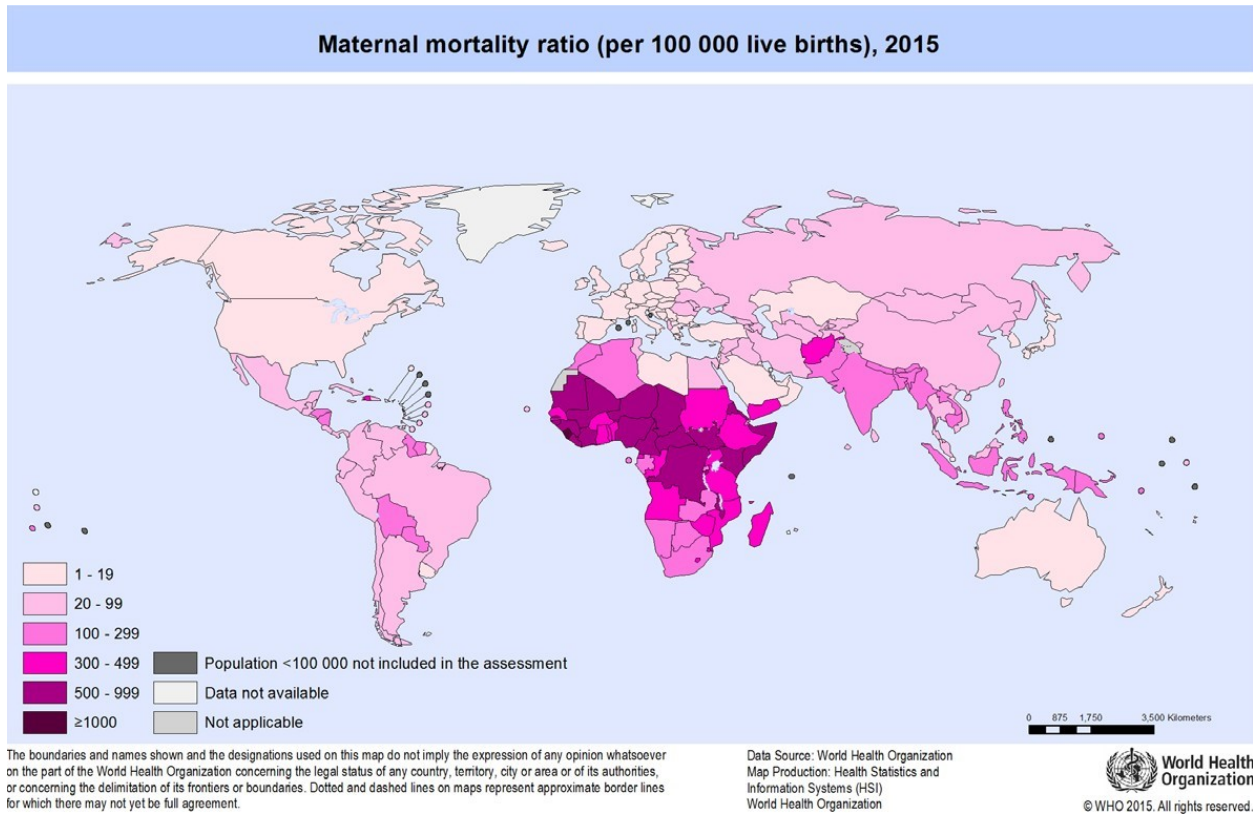 Maternal mortality ratio (per 100 000 live births), 2015
1 - 19
20 - 99
100 - 299
300 - 499
500 - 999
≥1000
Population <100 000 not included in the assessment
Data not available
Not applicable
0 875 1,750 3,500 Kilometers
The boundaries and names shown and the designations used on this map do not imply the expression of any opinion whatsoever
on the part of the World Health Organization concerning the legal status of any country, territory, city or area or of its authorities,
or concerning the delimitation of its frontiers or boundaries. Dotted and dashed lines on maps represent approximate border lines
for which there may not yet be full agreement.
Data Source: World Health Organization
Map Production: Health Statistics and
Information Systems (HSI)
World Health Organization
World Health
Organization
© WHO 2015. All rights reserved.